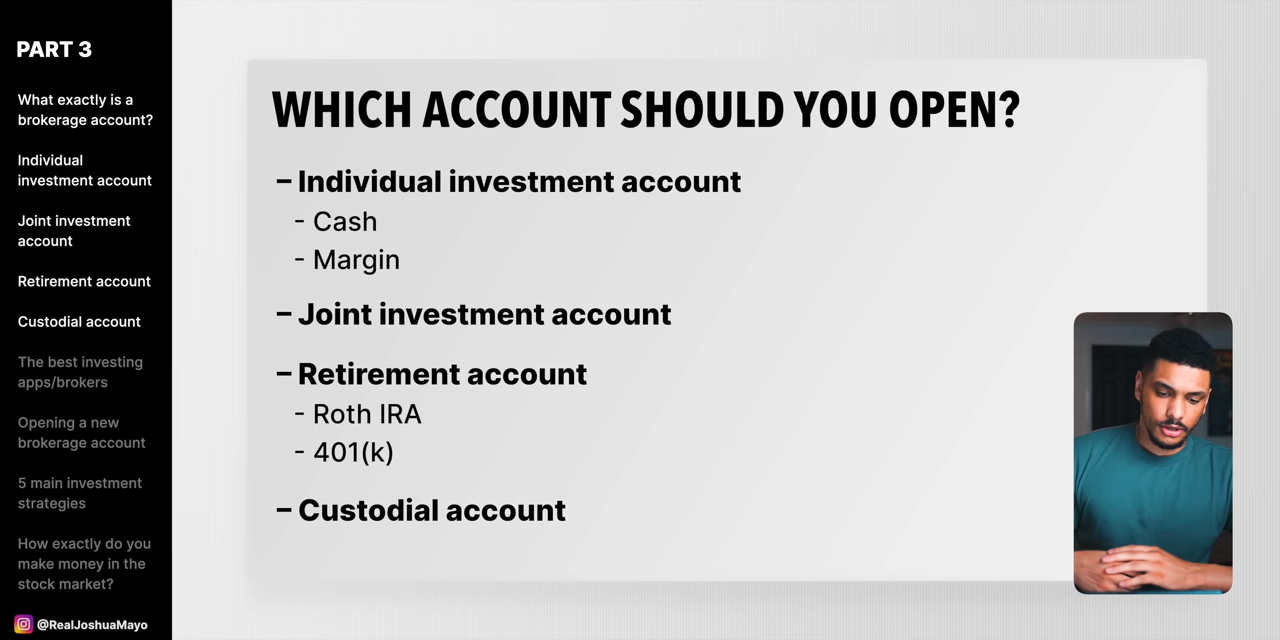 PART 3
What exactly is a
brokerage account?
Individual
investment account
Joint investment
account
Retirement account
Custodial account
The best investing
apps/brokers
Opening a new
brokerage account
5 main investment
strategies
How exactly do you
make money in the
stock market?
@RealJoshuaMayo
WHICH ACCOUNT SHOULD YOU OPEN?
– Individual investment account
- Cash
- Margin
– Joint investment account
– Retirement account
- Roth IRA
- 401(k)
– Custodial account